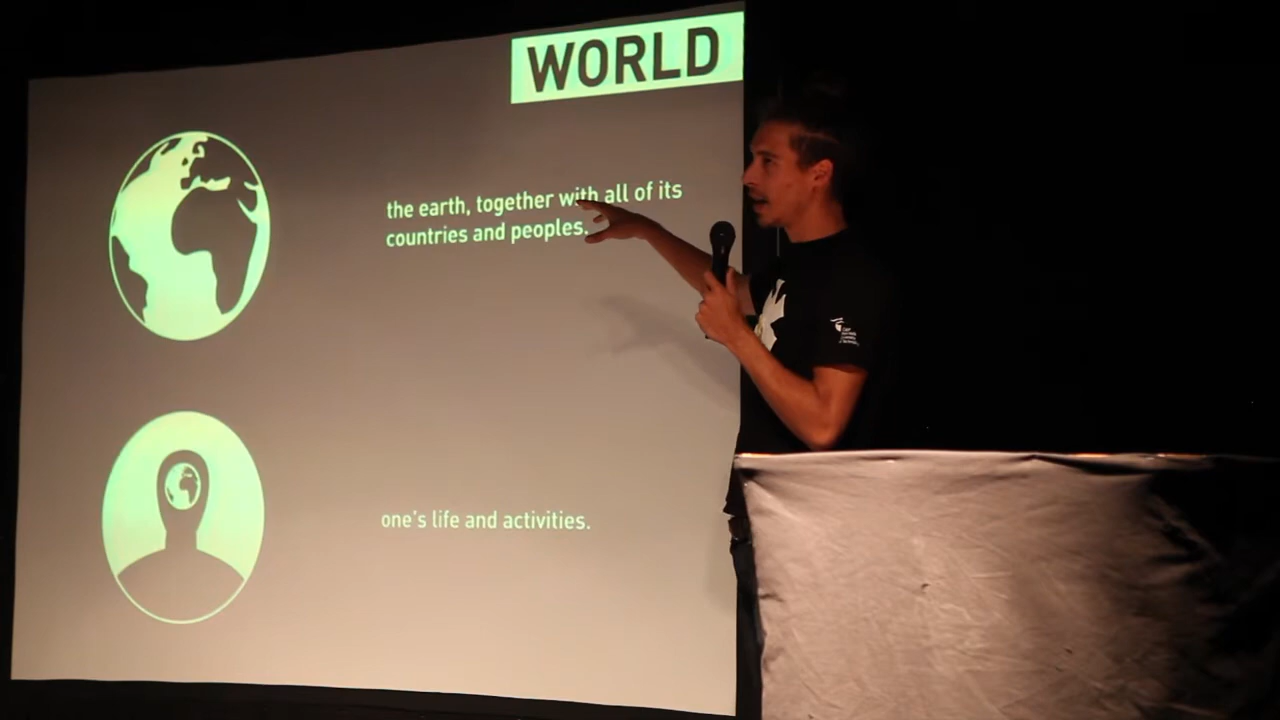 WORLD
the earth, together with all of its
countries and peoples.
one's life and activities.